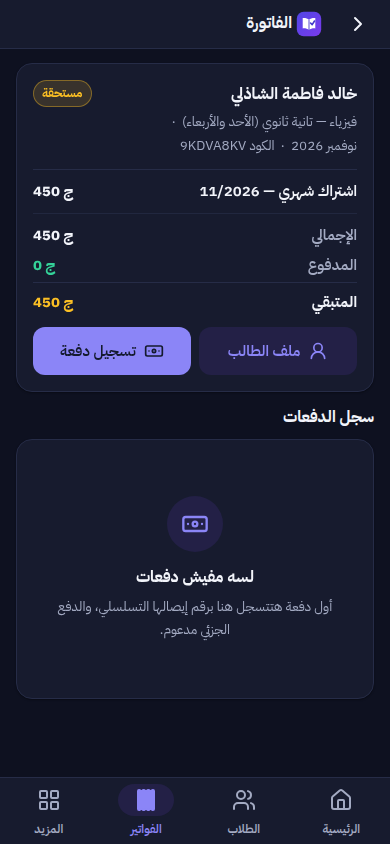 الفاتورة
خالد فاطمة الشاذلي
مستحقة
فيزياء — تانية ثانوي (الأحد والأربعاء) ·
نوفمبر 2026 · الكود 9KDVA8KV
اشتراك شهري — 11/2026
450 ج
الإجمالي
450 ج
المدفوع
0 ج
المتبقي
450 ج
ملف الطالب
تسجيل دفعة
سجل الدفعات
لسه مفيش دفعات
أول دفعة هتتسجل هنا برقم إيصالها التسلسلي، والدفع
الجزئي مدعوم.
الرئيسية
الطلاب
الفواتير
المزيد